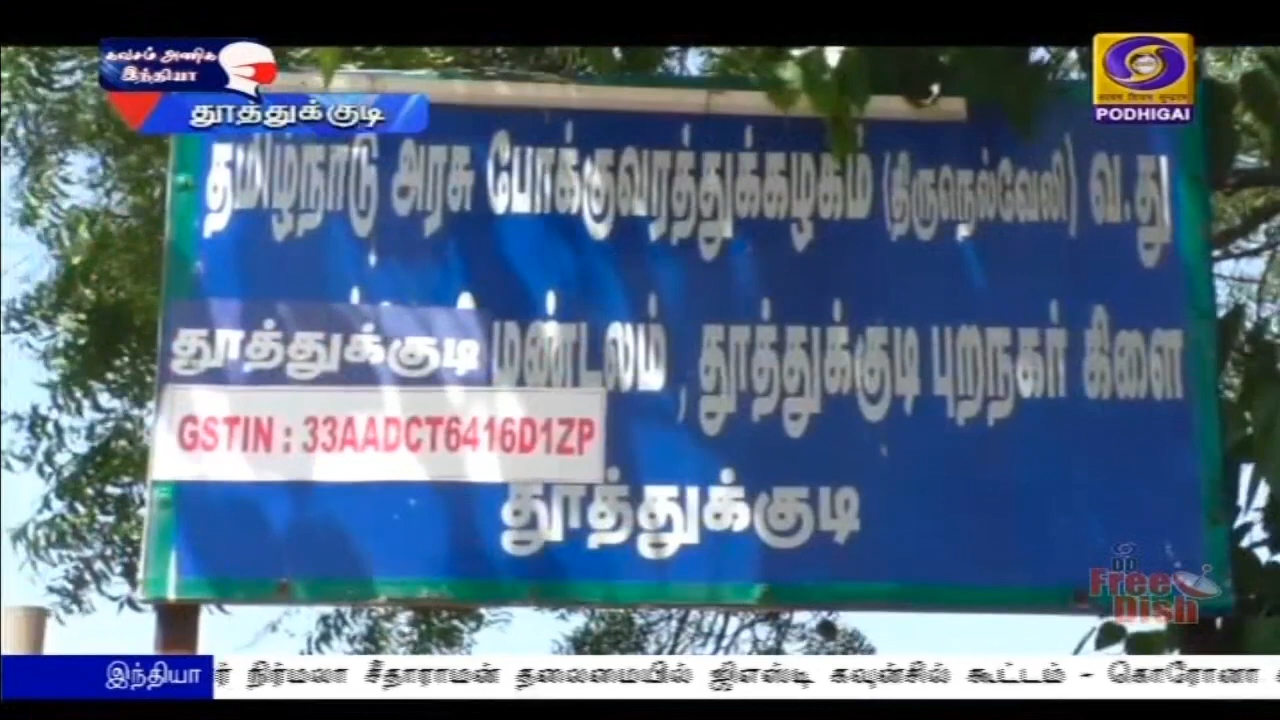 கவசம் அணிக
இந்தியா
தூத்துக்குடி
PODHIGAI
தமிழ்நாடு அரசு போக்குவரத்துக்கழகம் (திருநெல்வேலி) வ.து
தூத்துக்குடி மண்டலம், தூத்துக்குடி புறநகர் கிளை
GSTIN : 33AADCT6416D1ZP
தூத்துக்குடி
DD
Free
Dish
இந்தியா ர் நிர்மலா சீதாராமன் தலைமையில் ஜிஎஸ்டி கவுன்சில் கூட்டம் - கொரோனா